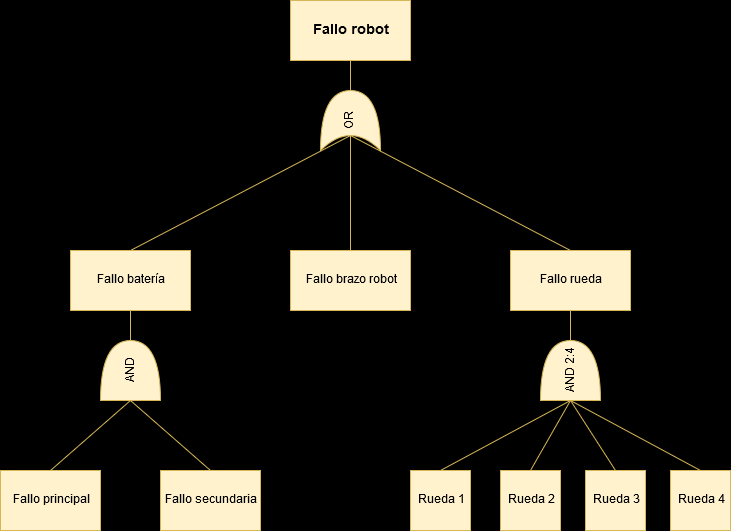 Fallo robot
OR
Fallo batería
Fallo brazo robot
Fallo rueda
AND
AND 2:4
Fallo principal
Fallo secundaria
Rueda 1
Rueda 2
Rueda 3
Rueda 4